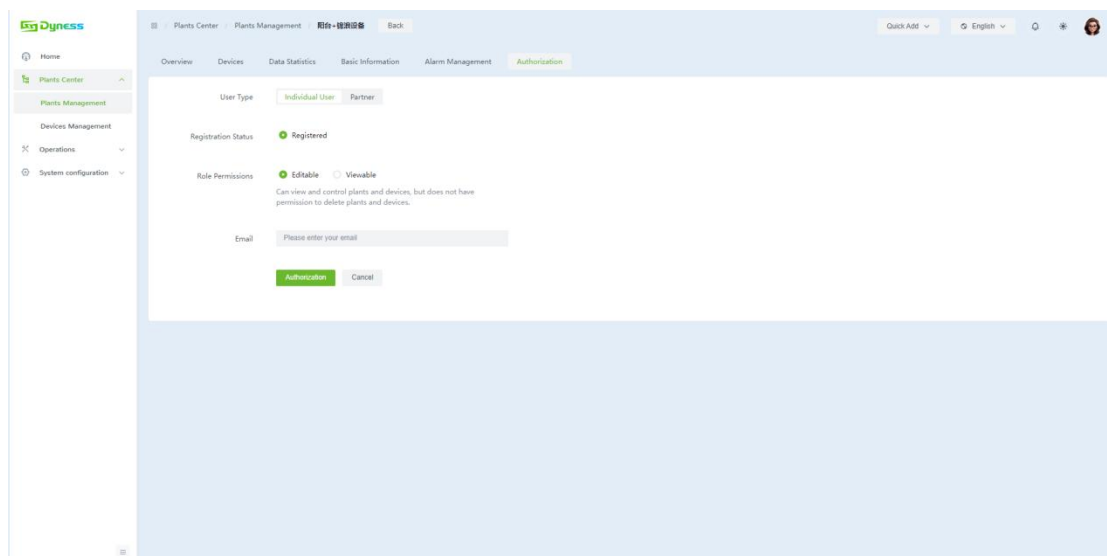 Dyness
Plants Center / Plants Management / 阳台+锦浪设备 Back
Quick Add English
Home
Plants Center
Plants Management
Devices Management
Operations
System configuration
Overview Devices Data Statistics Basic Information Alarm Management Authorization
User Type Individual User Partner
Registration Status Registered
Role Permissions Editable Viewable
Can view and control plants and devices, but does not have
permission to delete plants and devices.
Email Please enter your email
Authorization Cancel